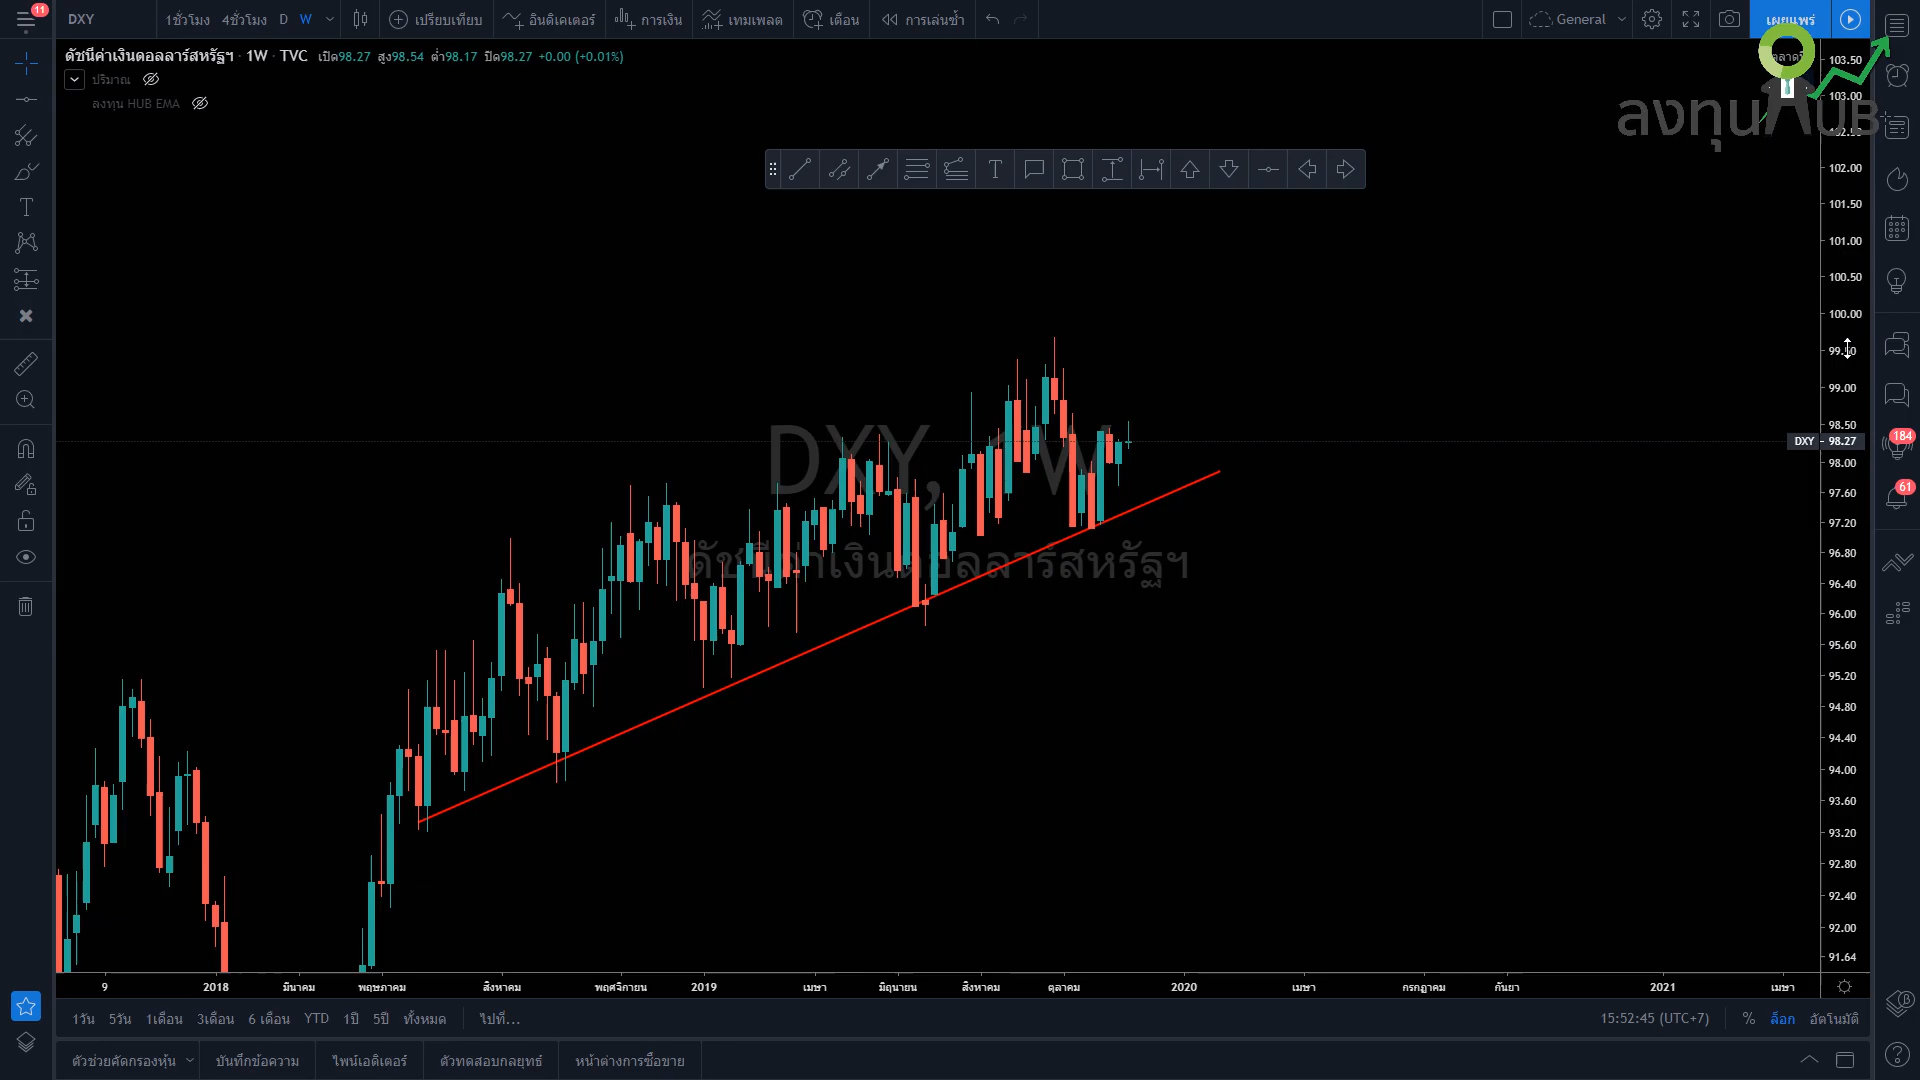 11
DXY
1ชั่วโมง 4ชั่วโมง D W
เปรียบเทียบ
อินดิเคเตอร์
การเงิน
เทมเพลต
เตือน
การเล่นซ้ำ
General
เผยแพร่
ดัชนีค่าเงินดอลลาร์สหรัฐฯ · 1W · TVC เปิด98.27 สูง98.54 ต่ำ98.17 ปิด98.27 +0.00 (+0.01%)
ปริมาณ
ลงทุน HUB EMA
ลงทุนHUB
T
DXY, 1W
ดัชนีค่าเงินดอลลาร์สหรัฐฯ
103.50
103.00
102.50
102.00
101.50
101.00
100.50
100.00
99.50
99.00
98.50
DXY 98.27
98.00
97.60
97.20
96.80
96.40
96.00
95.60
95.20
94.80
94.40
94.00
93.60
93.20
92.80
92.40
92.00
91.64
184
61
9 2018 มีนาคม พฤษภาคม สิงหาคม พฤศจิกายน 2019 เมษา มิถุนายน สิงหาคม ตุลาคม 2020 เมษา กรกฎาคม กันยา 2021 เมษา
1วัน 5วัน 1เดือน 3เดือน 6 เดือน YTD 1ปี 5ปี ทั้งหมด ไปที่...
15:52:45 (UTC+7) % ล็อก อัตโนมัติ
ตัวช่วยคัดกรองหุ้น บันทึกข้อความ ไพน์เอดิเตอร์ ตัวทดสอบกลยุทธ์ หน้าต่างการซื้อขาย